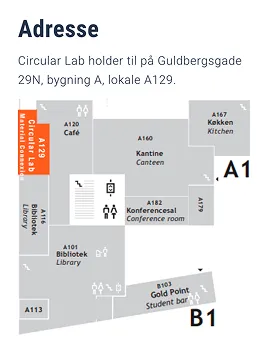 Adresse
Circular Lab holder til på Guldbergsgade
29N, bygning A, lokale A129.
A129
Circular Lab
Material Connexion
A120
Café
A167
Køkken
Kitchen
A160
Kantine
Canteen
A1
A116
Bibliotek
Library
A182
Konferencesal
Conference room
A179
A101
Bibliotek
Library
A113
B103
Gold Point
Student bar
B1